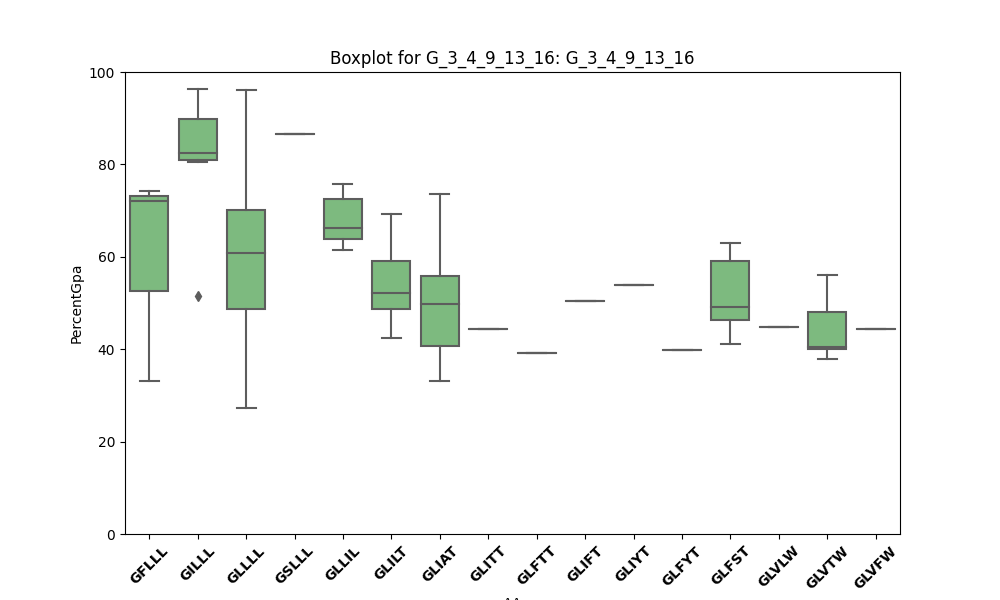 Boxplot for G_3_4_9_13_16: G_3_4_9_13_16
PercentGpa
100
80
60
40
20
0
GFLLL GILLL GLLLL GSLLL GLLIL GLILT GLIAT GLITT GLFTT GLIFT GLIYT GLFYT GLFST GLVLW GLVTW GLVFW